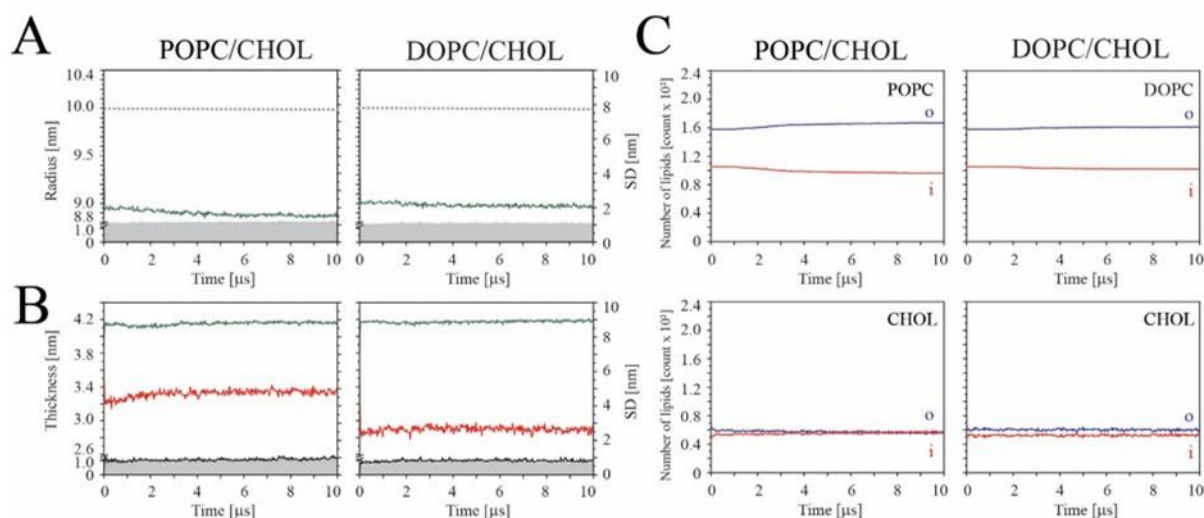 A
POPC/CHOL
DOPC/CHOL
10.4
10.0
9.5
9.0
8.8
1.0
0
Radius [nm]
10
8
6
4
2
0
SD [nm]
0 2 4 6 8 10
Time [µs]
0 2 4 6 8 10
Time [µs]
B
4.2
3.8
3.4
3.0
2.6
1.0
0
Thickness [nm]
10
8
6
4
2
0
SD [nm]
0 2 4 6 8 10
Time [µs]
0 2 4 6 8 10
Time [µs]
C
POPC/CHOL
DOPC/CHOL
2.4
2.0
1.6
1.2
0.8
0.4
0
Number of lipids [count x 10²]
POPC
o
i
DOPC
o
i
0 2 4 6 8 10
Time [µs]
0 2 4 6 8 10
Time [µs]
2.4
2.0
1.6
1.2
0.8
0.4
0
Number of lipids [count x 10²]
CHOL
o
i
CHOL
o
i
0 2 4 6 8 10
Time [µs]
0 2 4 6 8 10
Time [µs]